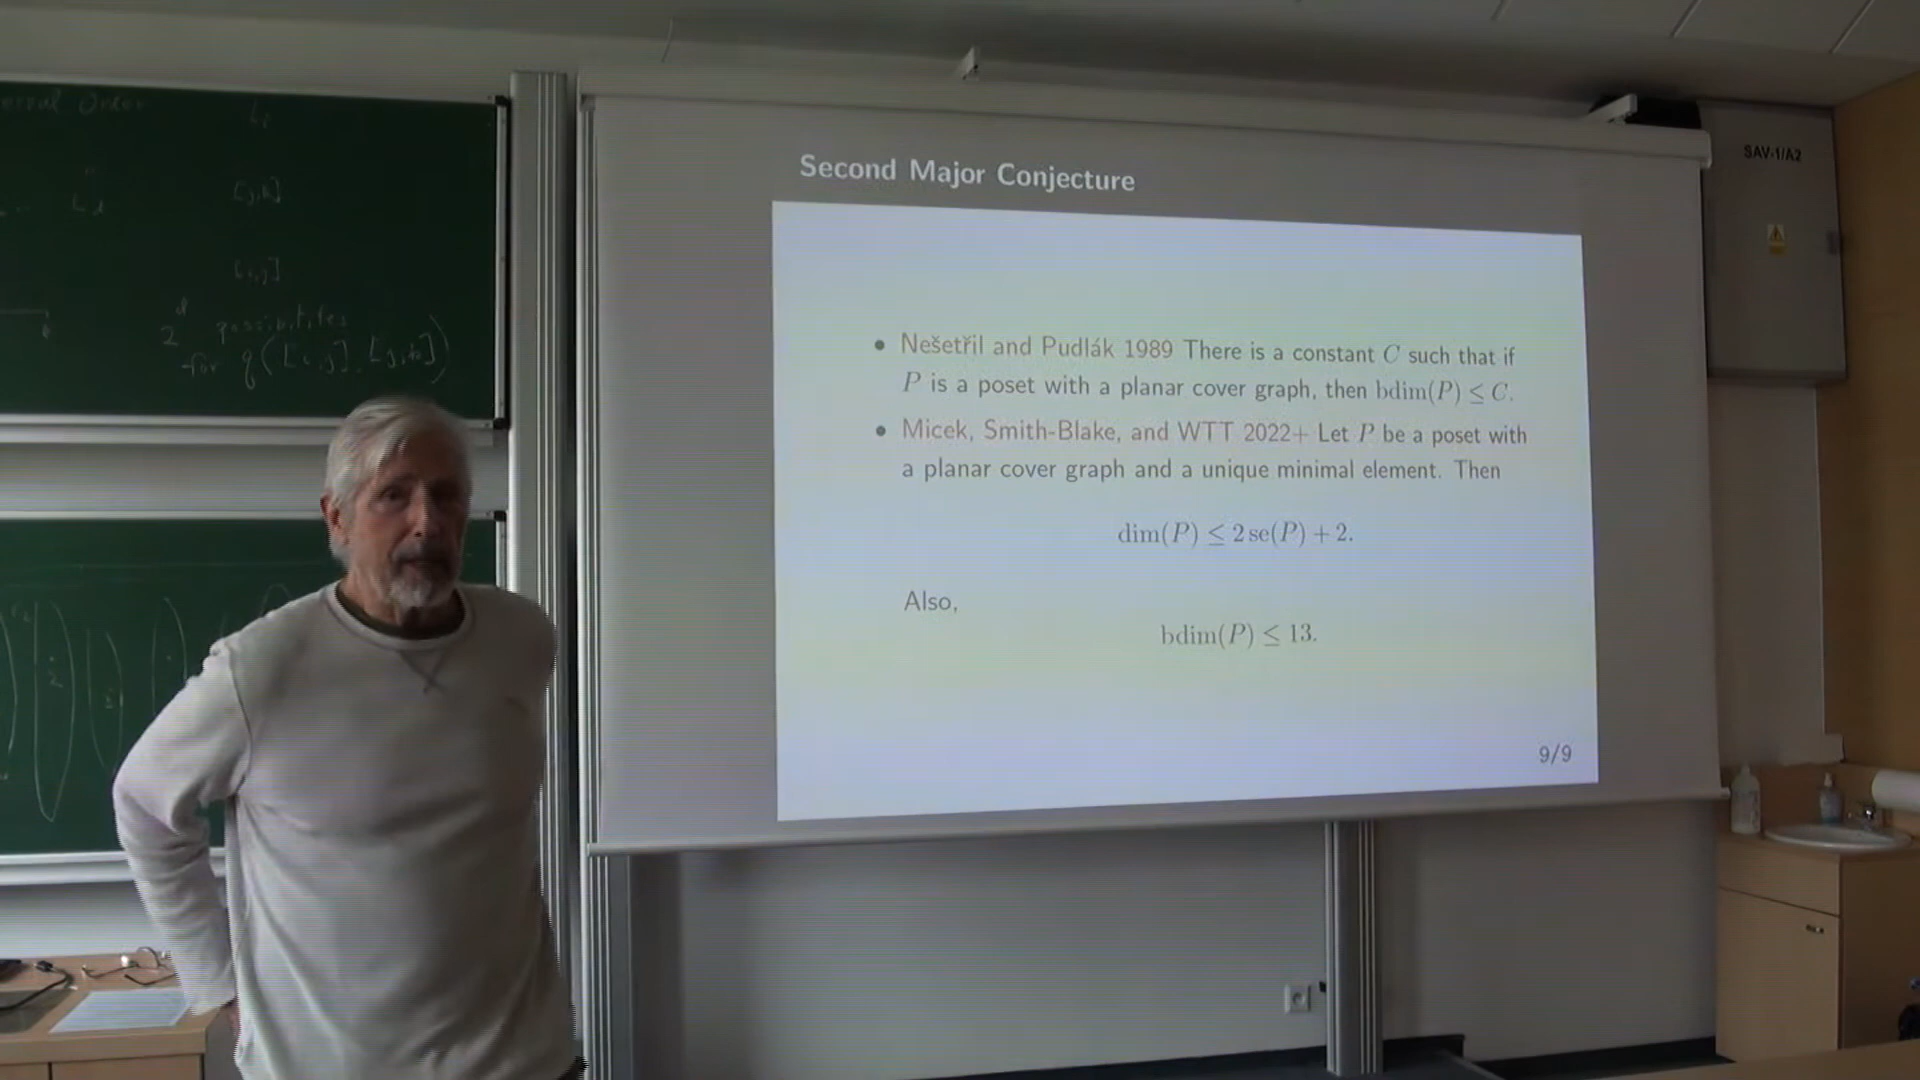 Order
[j,k]
[i,j]
2^d possibilities
for q([i,j],[j,k])
Second Major Conjecture
• Nešetřil and Pudlák 1989 There is a constant C such that if
P is a poset with a planar cover graph, then bdim(P) ≤ C.
• Micek, Smith-Blake, and WTT 2022+ Let P be a poset with
a planar cover graph and a unique minimal element. Then
dim(P) ≤ 2 se(P) + 2.
Also,
bdim(P) ≤ 13.
9/9
SAV-1/A2